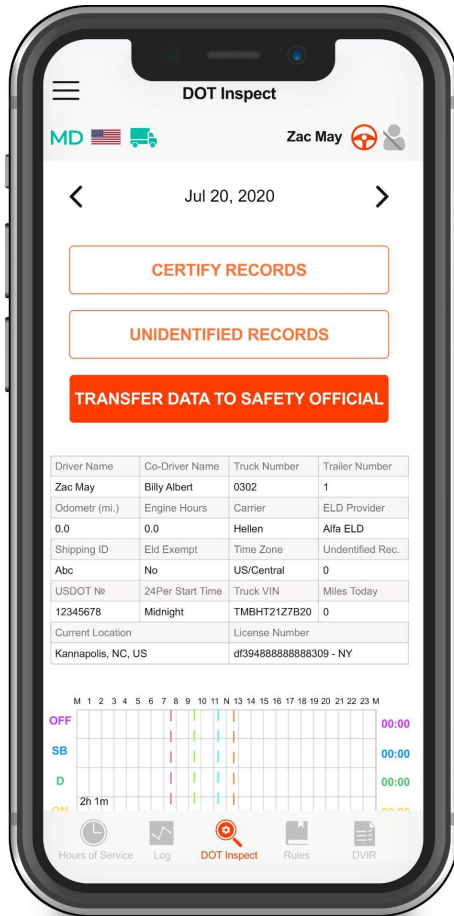 DOT Inspect
MD Zac May
Jul 20, 2020
CERTIFY RECORDS
UNIDENTIFIED RECORDS
TRANSFER DATA TO SAFETY OFFICIAL
Driver Name Co-Driver Name Truck Number Trailer Number
Zac May Billy Albert 0302 1
Odometr (mi.) Engine Hours Carrier ELD Provider
0.0 0.0 Hellen Alfa ELD
Shipping ID Eld Exempt Time Zone Undentified Rec.
Abc No US/Central 0
USDOT № 24Per Start Time Truck VIN Miles Today
12345678 Midnight TMBHT21Z7B20 0
Current Location License Number
Kannapolis, NC, US df394888888888309 - NY
M 1 2 3 4 5 6 7 8 9 10 11 N 13 14 15 16 17 18 19 20 21 22 23 M
OFF 00:00
SB 00:00
D 00:00
2h 1m
ON 00:00
Hours of Service Log DOT Inspect Rules DVIR